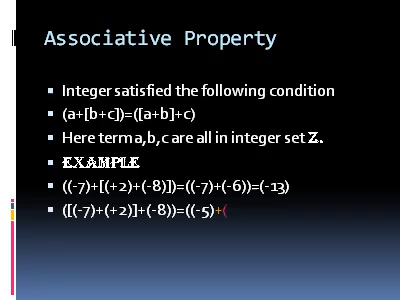 Associative Property
Integer satisfied the following condition
(a+[b+c])=([a+b]+c)
Here term a,b,c are all in integer set Z.
EXAMPLE
((-7)+[(+2)+(-8)])=((-7)+(-6))=(-13)
([(-7)+(+2)]+(-8))=((-5)+(